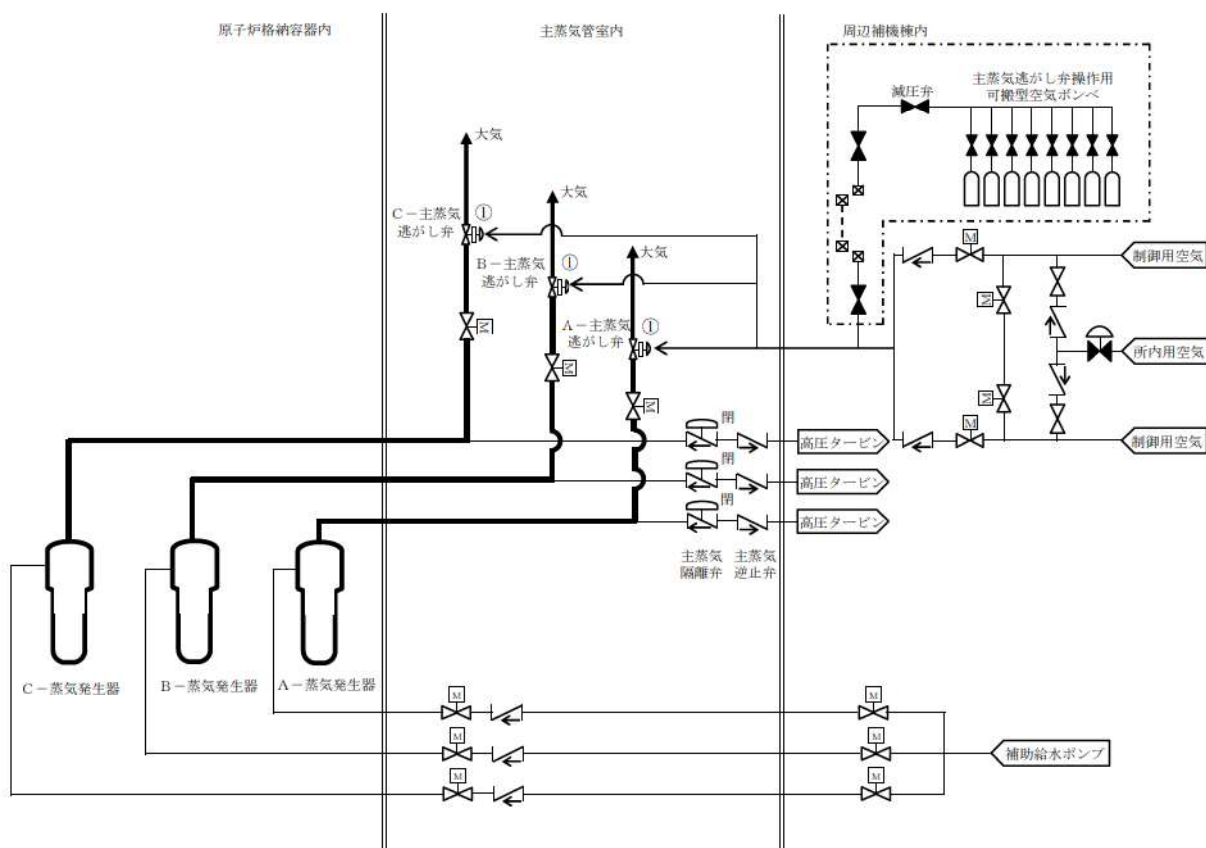 原子炉格納容器内
主蒸気管室内
周辺補機棟内
主蒸気逃がし弁操作用
可搬型空気ボンベ
減圧弁
大気
大気
大気
C－主蒸気
逃がし弁
①
B－主蒸気
逃がし弁
①
A－主蒸気
逃がし弁
①
M
M
M
M
制御用空気
M
所内用空気
M
M
制御用空気
閉
高圧タービン
閉
高圧タービン
閉
高圧タービン
主蒸気
隔離弁
主蒸気
逆止弁
C－蒸気発生器
B－蒸気発生器
A－蒸気発生器
M
M
M
M
補助給水ポンプ
M
M